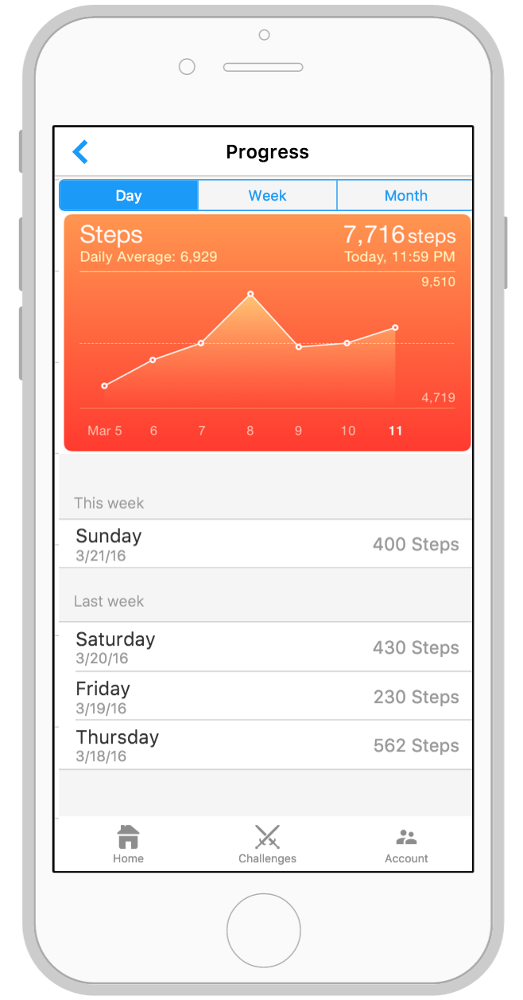 Progress
Day Week Month
Steps 7,716 steps
Daily Average: 6,929 Today, 11:59 PM
9,510
4,719
Mar 5 6 7 8 9 10 11
This week
Sunday
3/21/16
400 Steps
Last week
Saturday
3/20/16
430 Steps
Friday
3/19/16
230 Steps
Thursday
3/18/16
562 Steps
Home Challenges Account